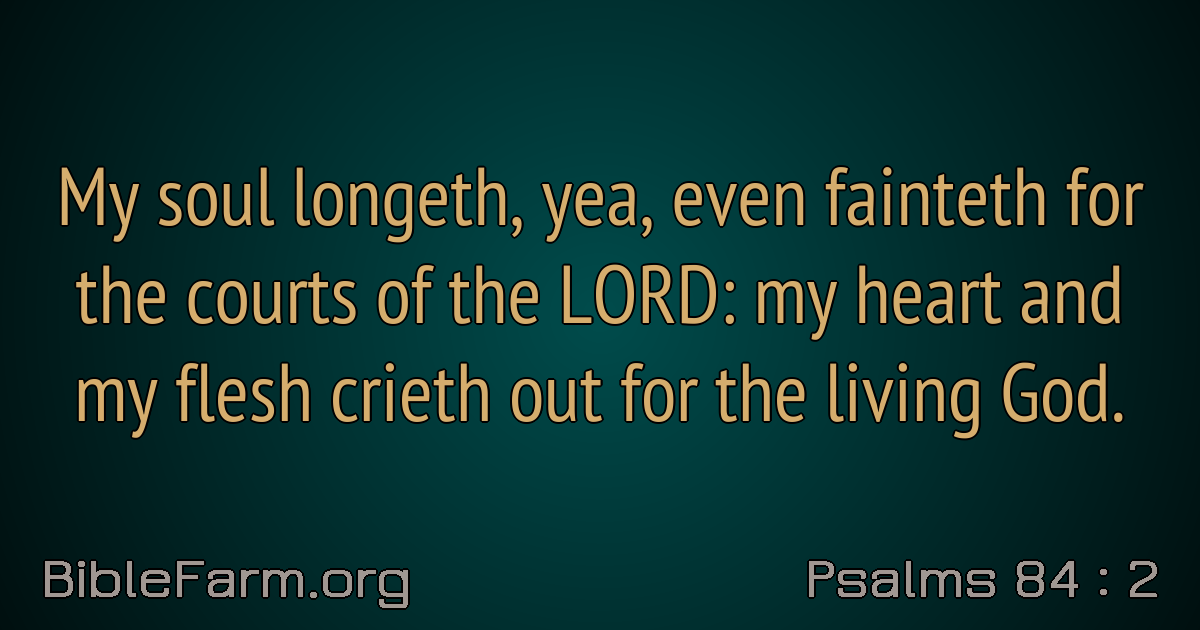 My soul longeth, yea, even fainteth for
the courts of the LORD: my heart and
my flesh crieth out for the living God.
BibleFarm.org
Psalms 84 : 2